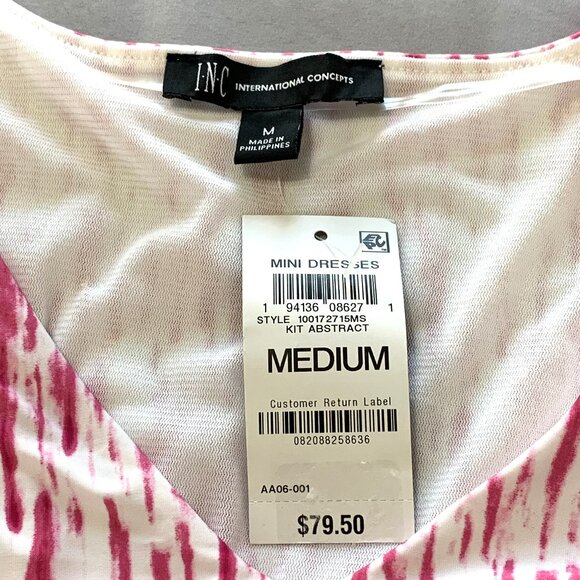 I·N·C INTERNATIONAL CONCEPTS
M
MADE IN
PHILIPPINES
MINI DRESSES
1 94136 08627 1
STYLE 100172715MS
KIT ABSTRACT
MEDIUM
Customer Return Label
082088258636
AA06-001
$79.50